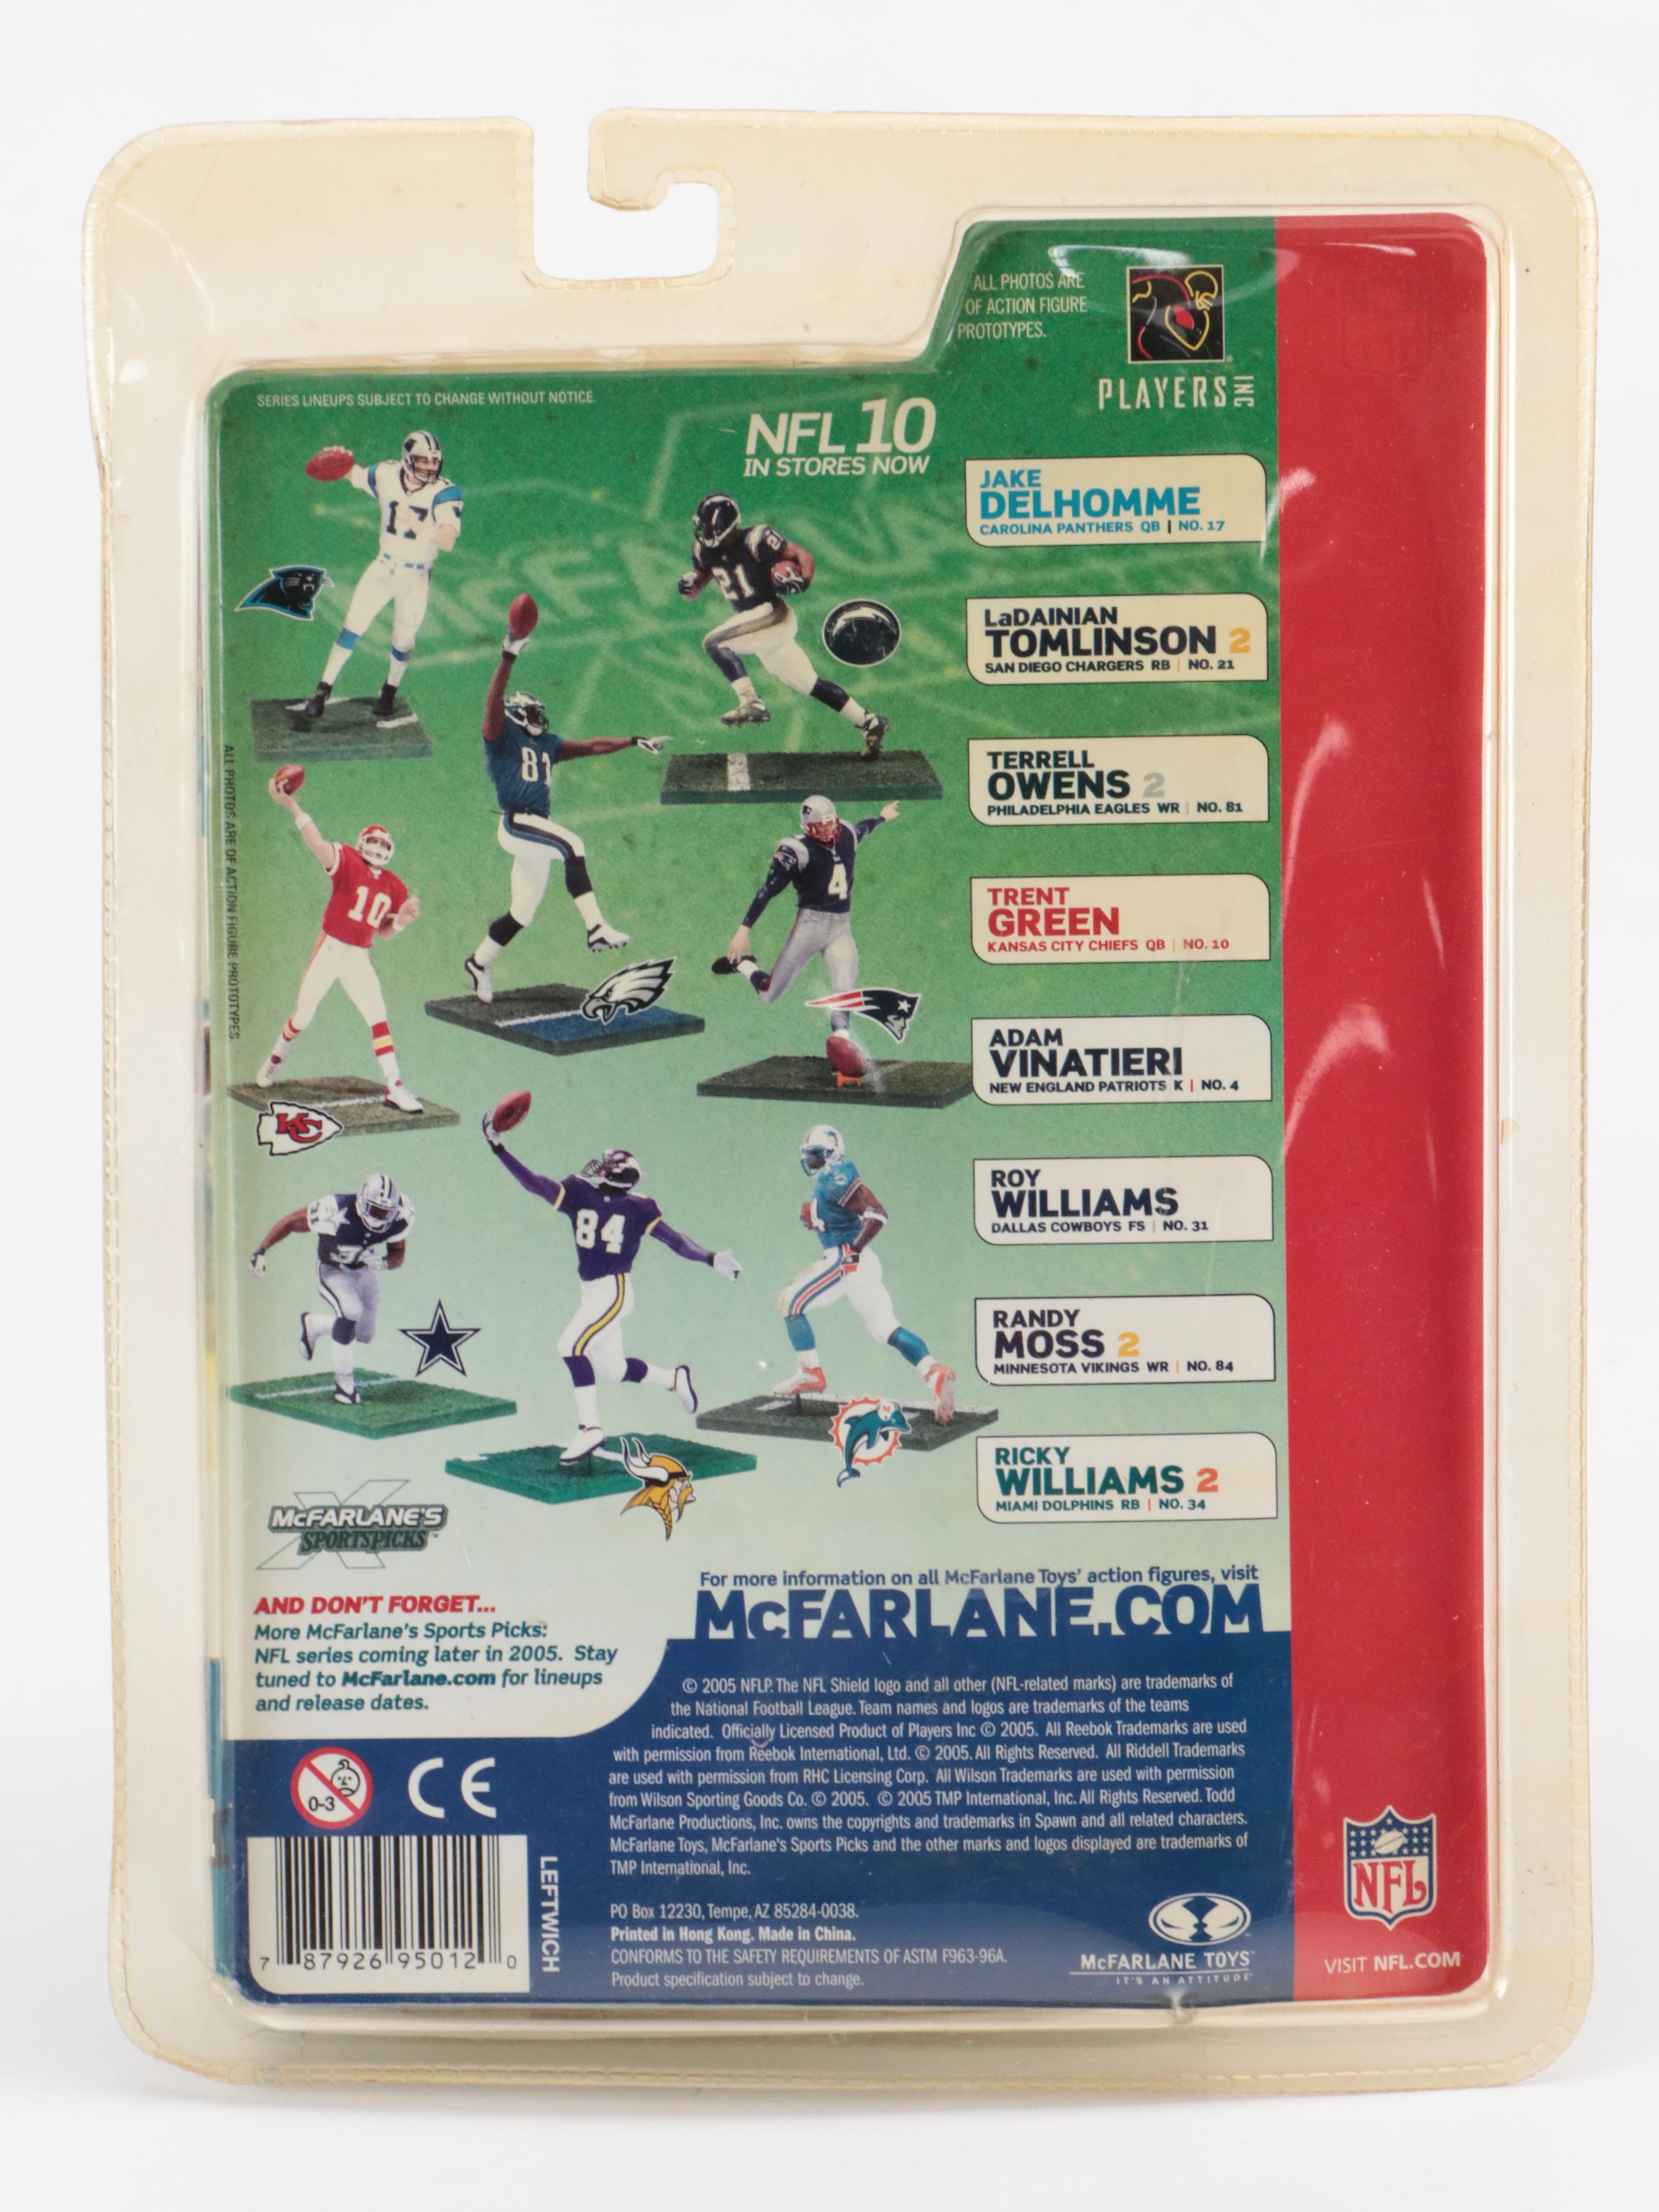 ALL PHOTOS ARE
OF ACTION FIGURE
PROTOTYPES.
PLAYERS INC
SERIES LINEUPS SUBJECT TO CHANGE WITHOUT NOTICE.
NFL 10
IN STORES NOW
JAKE
DELHOMME
CAROLINA PANTHERS QB | NO. 17
LaDAINIAN
TOMLINSON 2
SAN DIEGO CHARGERS RB | NO. 21
TERRELL
OWENS 2
PHILADELPHIA EAGLES WR | NO. 81
TRENT
GREEN
KANSAS CITY CHIEFS QB | NO. 10
ADAM
VINATIERI
NEW ENGLAND PATRIOTS K | NO. 4
ROY
WILLIAMS
DALLAS COWBOYS FS | NO. 31
RANDY
MOSS 2
MINNESOTA VIKINGS WR | NO. 84
RICKY
WILLIAMS 2
MIAMI DOLPHINS RB | NO. 34
ALL PHOTOS ARE OF ACTION FIGURE PROTOTYPES
17
21
21
81
10
4
KC
84
4
M
McFARLANE'S
SPORTSPICKS™
AND DON'T FORGET...
More McFarlane's Sports Picks:
NFL series coming later in 2005. Stay
tuned to McFarlane.com for lineups
and release dates.
For more information on all McFarlane Toys' action figures, visit
McFARLANE.COM
© 2005 NFLP. The NFL Shield logo and all other (NFL-related marks) are trademarks of
the National Football League. Team names and logos are trademarks of the teams
indicated. Officially Licensed Product of Players Inc © 2005. All Reebok Trademarks are used
with permission from Reebok International, Ltd. © 2005. All Rights Reserved. All Riddell Trademarks
are used with permission from RHC Licensing Corp. All Wilson Trademarks are used with permission
from Wilson Sporting Goods Co. © 2005. © 2005 TMP International, Inc. All Rights Reserved. Todd
McFarlane Productions, Inc. owns the copyrights and trademarks in Spawn and all related characters.
McFarlane Toys, McFarlane's Sports Picks and the other marks and logos displayed are trademarks of
TMP International, Inc.
PO Box 12230, Tempe, AZ 85284-0038.
Printed in Hong Kong. Made in China.
CONFORMS TO THE SAFETY REQUIREMENTS OF ASTM F963-96A.
Product specification subject to change.
0-3
CE
7 87926 95012 0
LEFTWICH
McFARLANE TOYS™
IT'S AN ATTITUDE™
NFL
VISIT NFL.COM